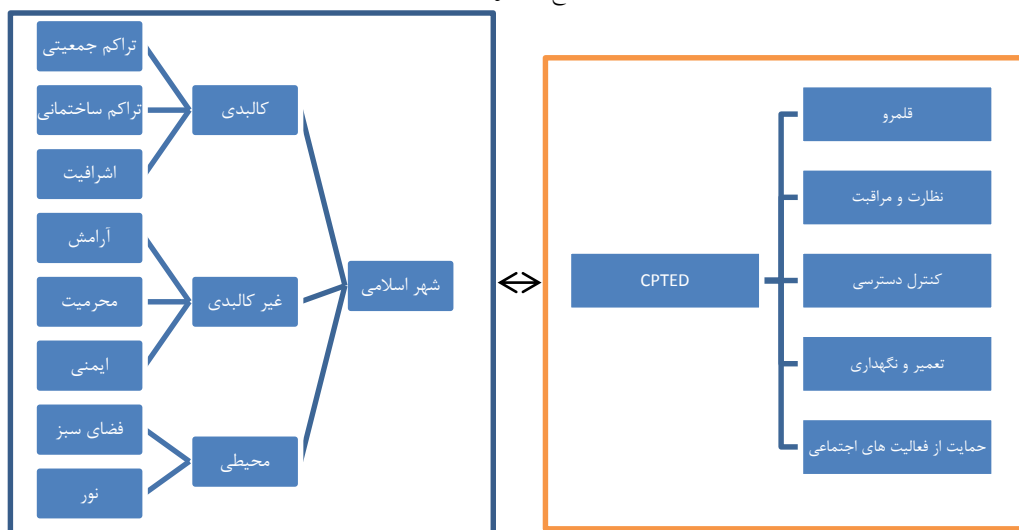 شهر اسلامی
کالبدی
تراکم جمعیتی
تراکم ساختمانی
اشرافیت
غیر کالبدی
آرامش
محرمیت
ایمنی
محیطی
فضای سبز
نور
CPTED
قلمرو
نظارت و مراقبت
کنترل دسترسی
تعمیر و نگهداری
حمایت از فعالیت های اجتماعی